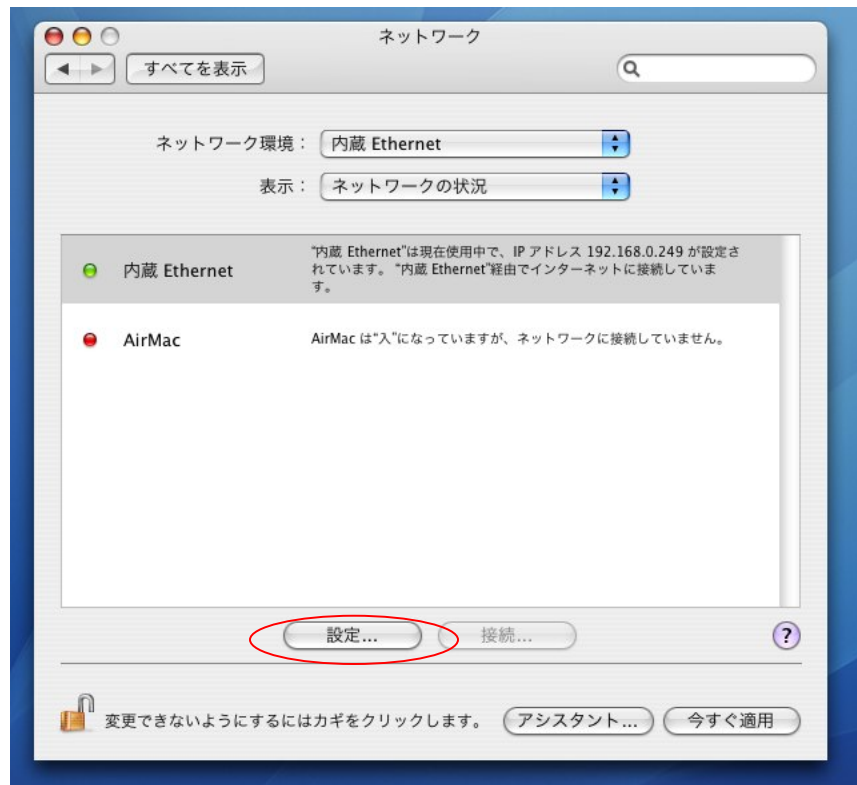 ネットワーク
すべてを表示
ネットワーク環境： 内蔵 Ethernet
表示： ネットワークの状況
内蔵 Ethernet
“内蔵 Ethernet”は現在使用中で、IP アドレス 192.168.0.249 が設定さ
れています。 “内蔵 Ethernet”経由でインターネットに接続していま
す。
AirMac
AirMac は“入”になっていますが、ネットワークに接続していません。
設定... 接続... ?
変更できないようにするにはカギをクリックします。 アシスタント... 今すぐ適用